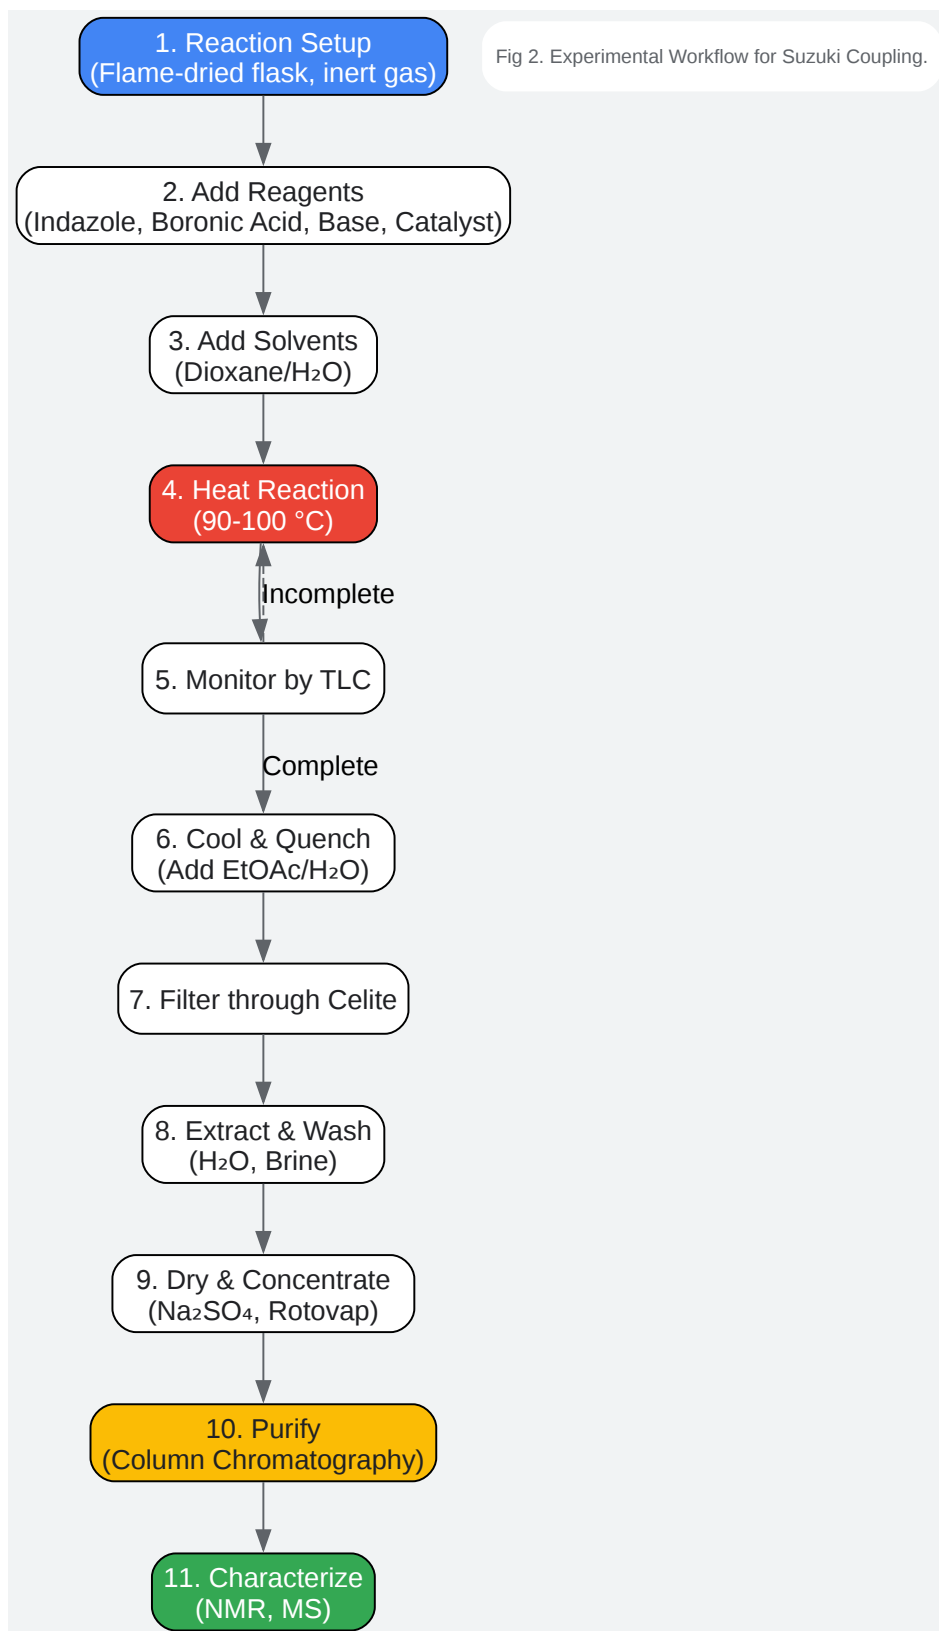 1. Reaction Setup
(Flame-dried flask, inert gas)
Fig 2. Experimental Workflow for Suzuki Coupling.
2. Add Reagents
(Indazole, Boronic Acid, Base, Catalyst)
3. Add Solvents
(Dioxane/H₂O)
4. Heat Reaction
(90-100 °C)
Incomplete
5. Monitor by TLC
Complete
6. Cool & Quench
(Add EtOAc/H₂O)
7. Filter through Celite
8. Extract & Wash
(H₂O, Brine)
9. Dry & Concentrate
(Na₂SO₄, Rotovap)
10. Purify
(Column Chromatography)
11. Characterize
(NMR, MS)